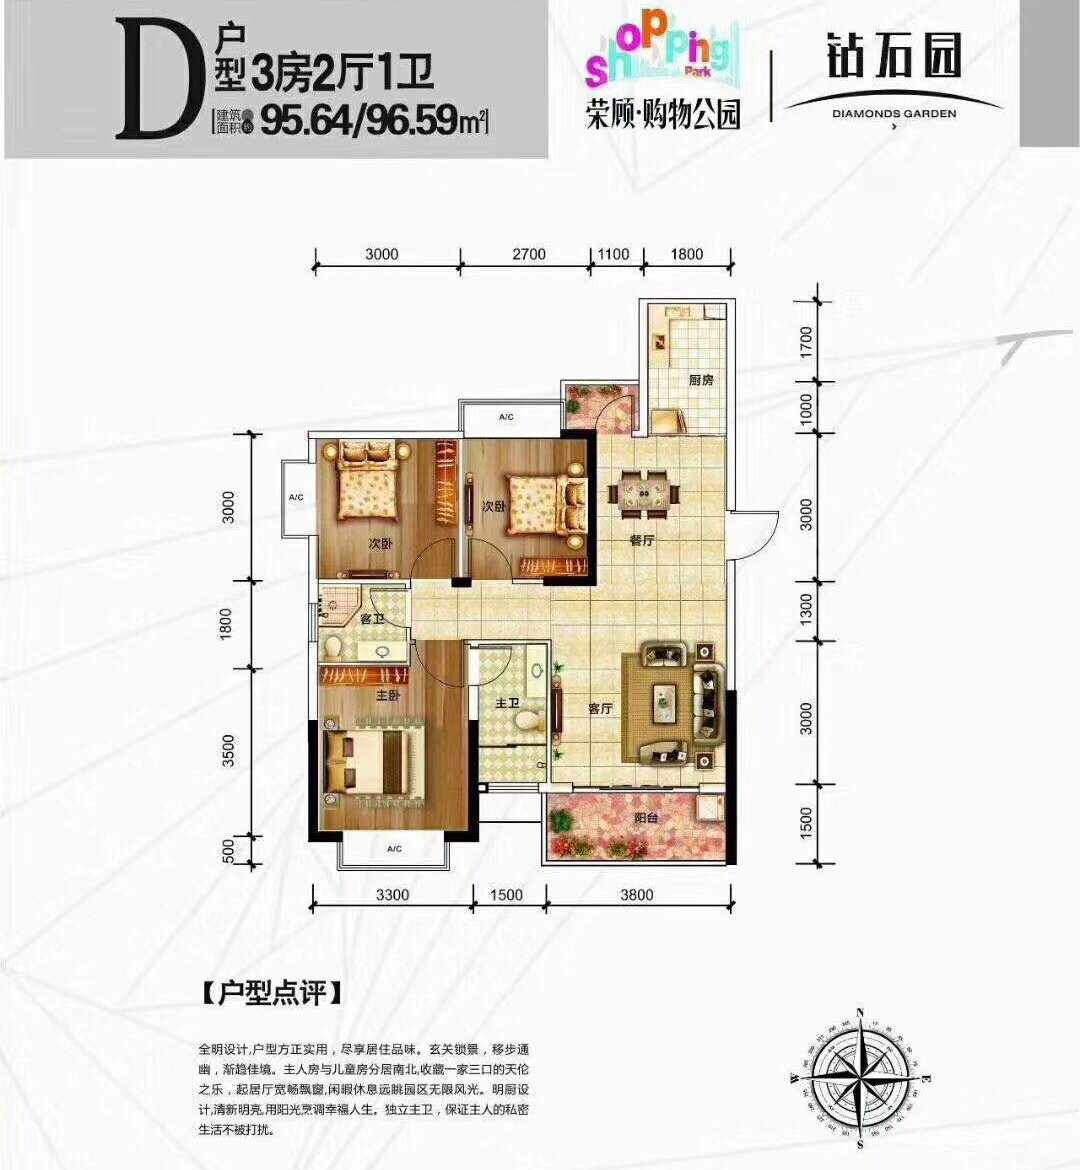 D户型3房2厅1卫
建筑面积约95.64/96.59m²
Shopping Park
荣顾·购物公园
钻石园
DIAMONDS GARDEN
3000 2700 1100 1800
1700
1000
3000
1300
3000
1500
3000
1800
3500
500
厨房
A/C
A/C
次卧
次卧
餐厅
客卫
主卧
主卫
客厅
阳台
A/C
3300 1500 3800
【户型点评】
全明设计,户型方正实用，尽享居住品味。玄关锁景，移步通
幽，渐趋佳境。主人房与儿童房分居南北,收藏一家三口的天伦
之乐，起居厅宽畅飘窗,闲暇休息远眺园区无限风光。明厨设
计,清新明亮,用阳光烹调幸福人生。独立主卫，保证主人的私密
生活不被打扰。
N
W E
S